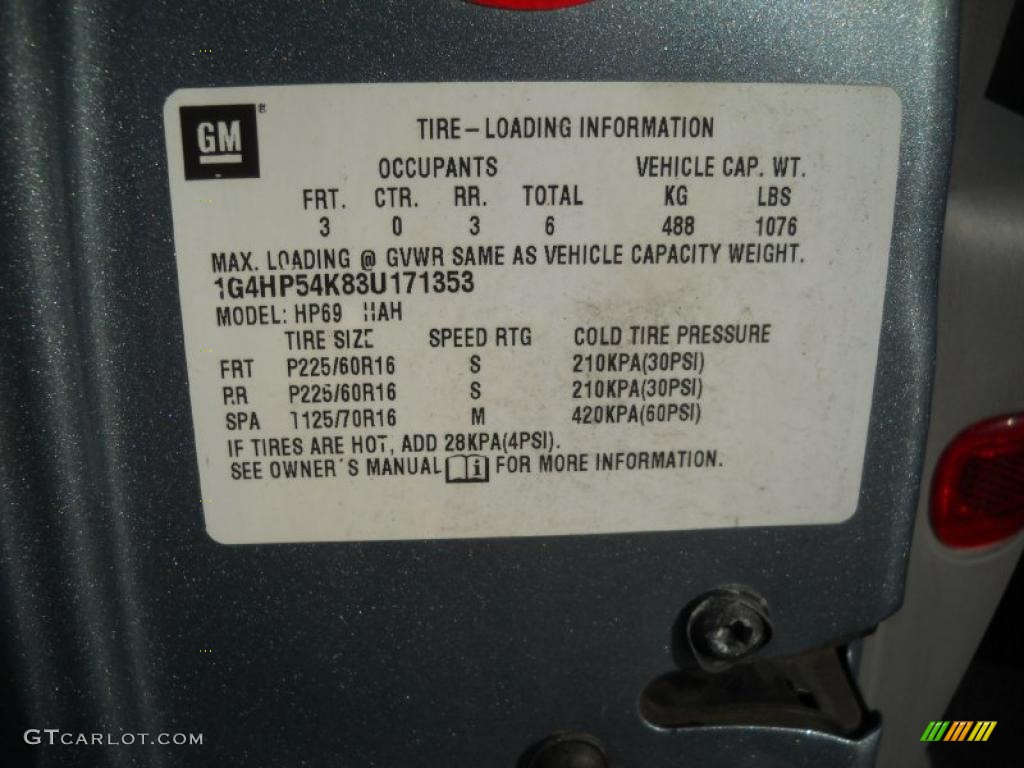 GM
TIRE-LOADING INFORMATION
OCCUPANTS VEHICLE CAP. WT.
FRT. CTR. RR. TOTAL KG LBS
3 0 3 6 488 1076
MAX. LOADING @ GVWR SAME AS VEHICLE CAPACITY WEIGHT.
1G4HP54K83U171353
MODEL: HP69
TIRE SIZE SPEED RTG COLD TIRE PRESSURE
FRT P225/60R16 S 210KPA(30PSI)
RR P225/60R16 S 210KPA(30PSI)
SPA T125/70R16 M 420KPA(60PSI)
IF TIRES ARE HOT, ADD 28KPA(4PSI).
SEE OWNER'S MANUAL i FOR MORE INFORMATION.
GTCARLOT.COM